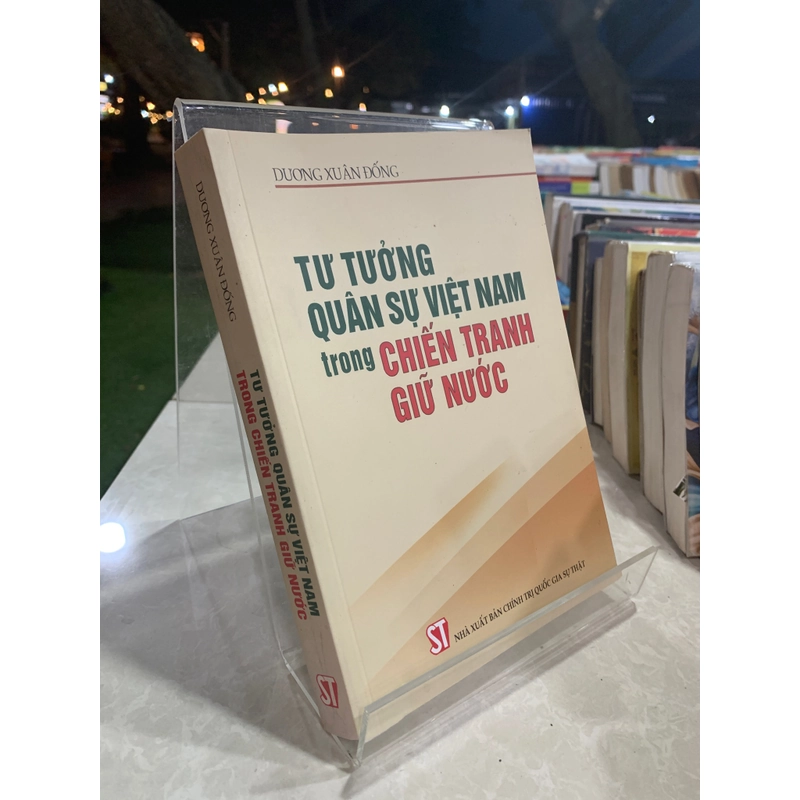 DƯƠNG XUÂN ĐỐNG
TƯ TƯỞNG
QUÂN SỰ VIỆT NAM
trong CHIẾN TRANH
GIỮ NƯỚC
ST NHÀ XUẤT BẢN CHÍNH TRỊ QUỐC GIA SỰ THẬT
DƯƠNG XUÂN ĐỐNG
TƯ TƯỞNG QUÂN SỰ VIỆT NAM
TRONG CHIẾN TRANH GIỮ NƯỚC
ST